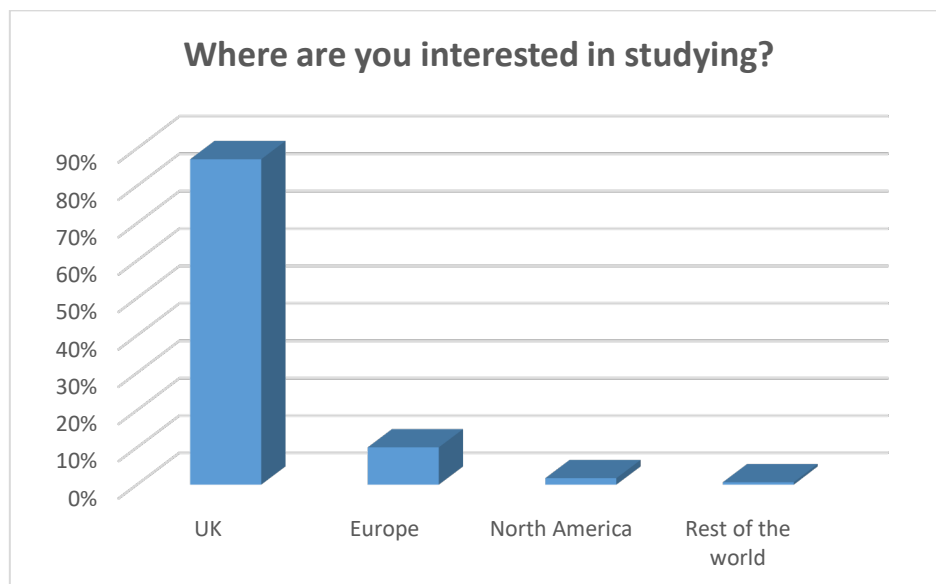 Where are you interested in studying?
90%
80%
70%
60%
50%
40%
30%
20%
10%
0%
UK
Europe
North America
Rest of the
world